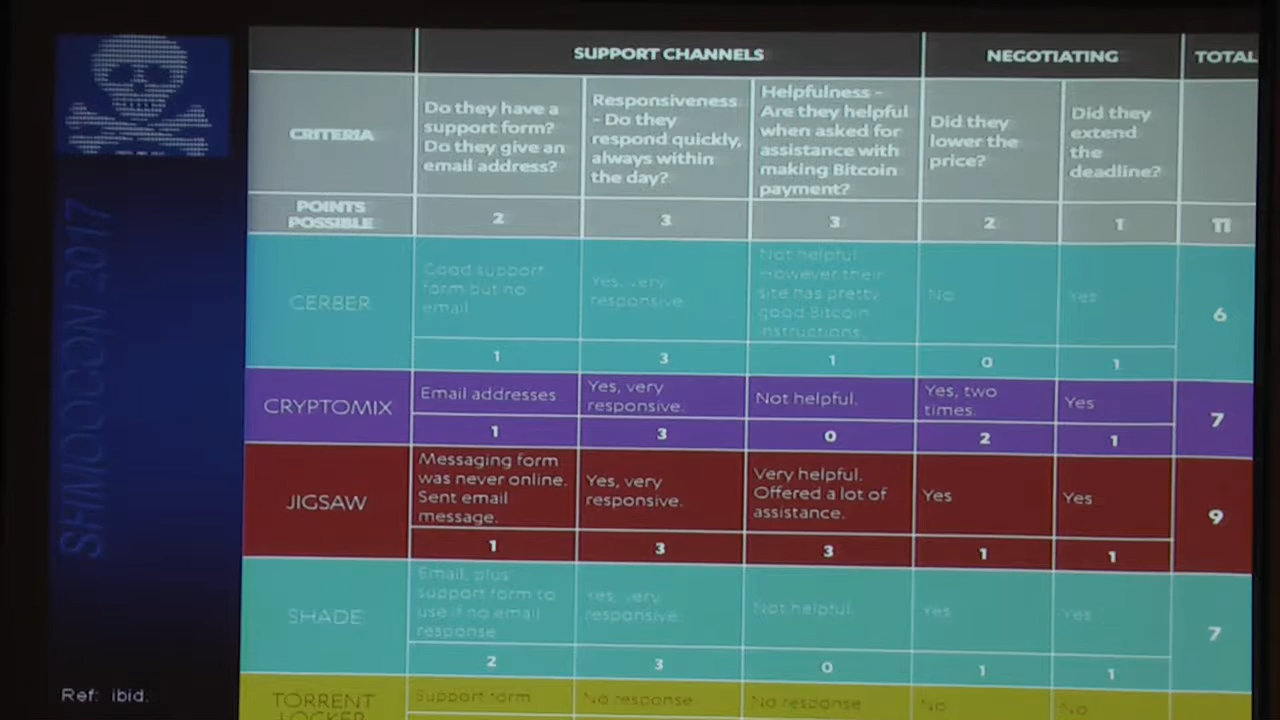 SUPPORT CHANNELS
NEGOTIATING
TOTAL
CRITERIA
Do they have a
support form?
Do they give an
email address?
Responsiveness
- Do they
respond quickly,
always within
the day?
Helpfulness -
Are they helpful
when asked for
assistance with
making Bitcoin
payment?
Did they
lower the
price?
Did they
extend
the
deadline?
POINTS
POSSIBLE
2
3
3
2
1
11
CERBER
Good support
form but no
email
Yes, very
responsive
Not helpful.
However their
site has pretty
good Bitcoin
instructions.
No
Yes
6
1
3
1
0
1
CRYPTOMIX
Email addresses
Yes, very
responsive.
Not helpful.
Yes, two
times.
Yes
7
1
3
0
2
1
JIGSAW
Messaging form
was never online.
Sent email
message.
Yes, very
responsive.
Very helpful.
Offered a lot of
assistance.
Yes
Yes
9
1
3
3
1
1
SHADE
Email, plus
support form to
use if no email
response
Yes, very
responsive
Not helpful.
Yes
Yes
7
2
3
0
1
1
TORRENT
LOCKER
Support form
No response
No response
No
No
SHMOOCON 2017
Ref: ibid.